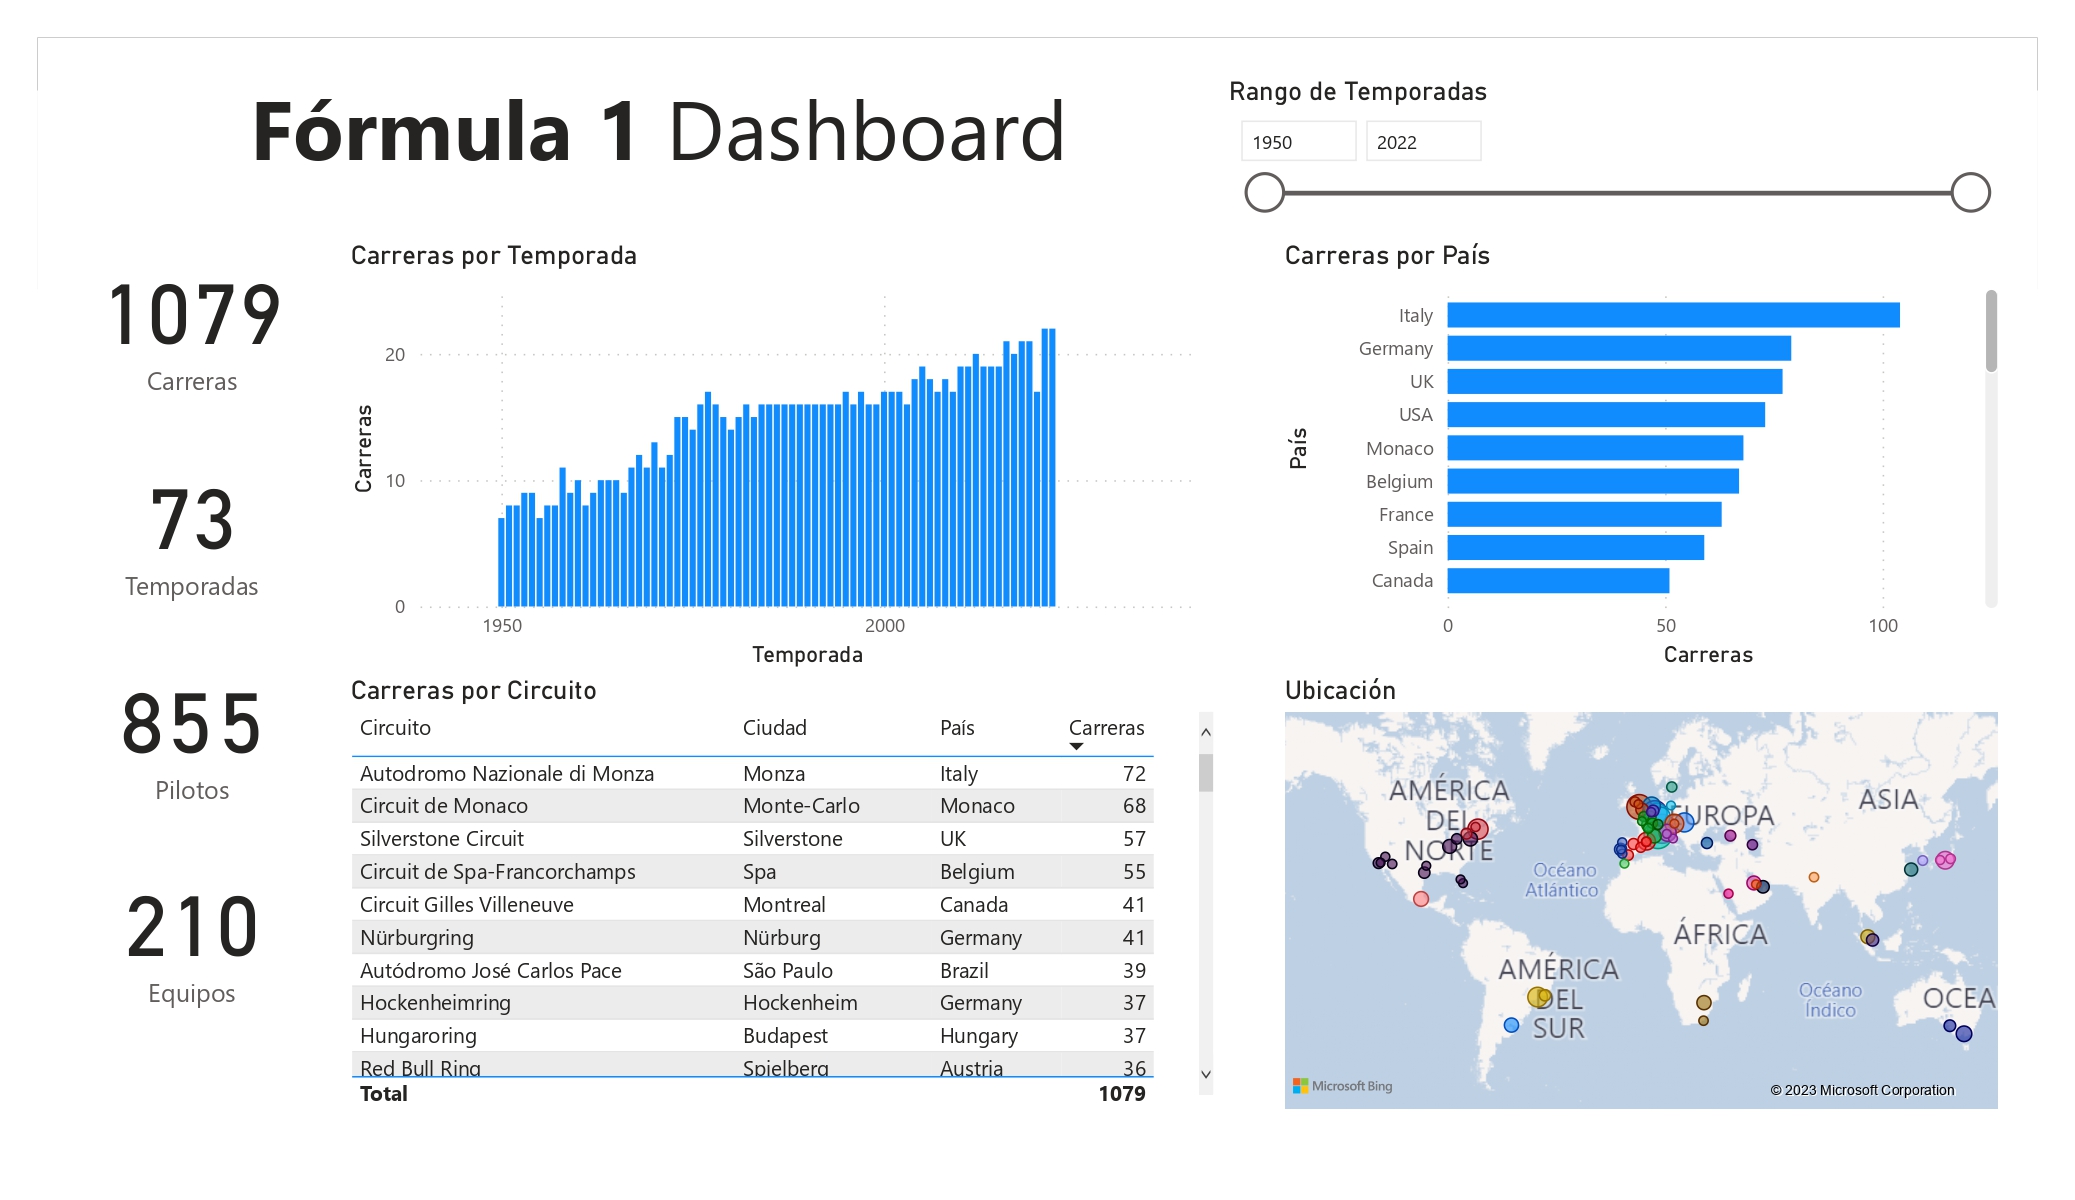 Fórmula 1 Dashboard
Rango de Temporadas
1950 2022
1079
Carreras
73
Temporadas
855
Pilotos
210
Equipos
Carreras por Temporada
Carreras
20
10
0
1950 2000
Temporada
Carreras por País
País
Italy
Germany
UK
USA
Monaco
Belgium
France
Spain
Canada
0 50 100
Carreras
Carreras por Circuito
Circuito Ciudad País Carreras
Autodromo Nazionale di Monza Monza Italy 72
Circuit de Monaco Monte-Carlo Monaco 68
Silverstone Circuit Silverstone UK 57
Circuit de Spa-Francorchamps Spa Belgium 55
Circuit Gilles Villeneuve Montreal Canada 41
Nürburgring Nürburg Germany 41
Autódromo José Carlos Pace São Paulo Brazil 39
Hockenheimring Hockenheim Germany 37
Hungaroring Budapest Hungary 37
Red Bull Ring Spielberg Austria 36
Total 1079
Ubicación
AMÉRICA
DEL
NORTE
EUROPA
ASIA
Océano
Atlántico
ÁFRICA
AMÉRICA
DEL
SUR
Océano
Índico
OCEA
Microsoft Bing
© 2023 Microsoft Corporation